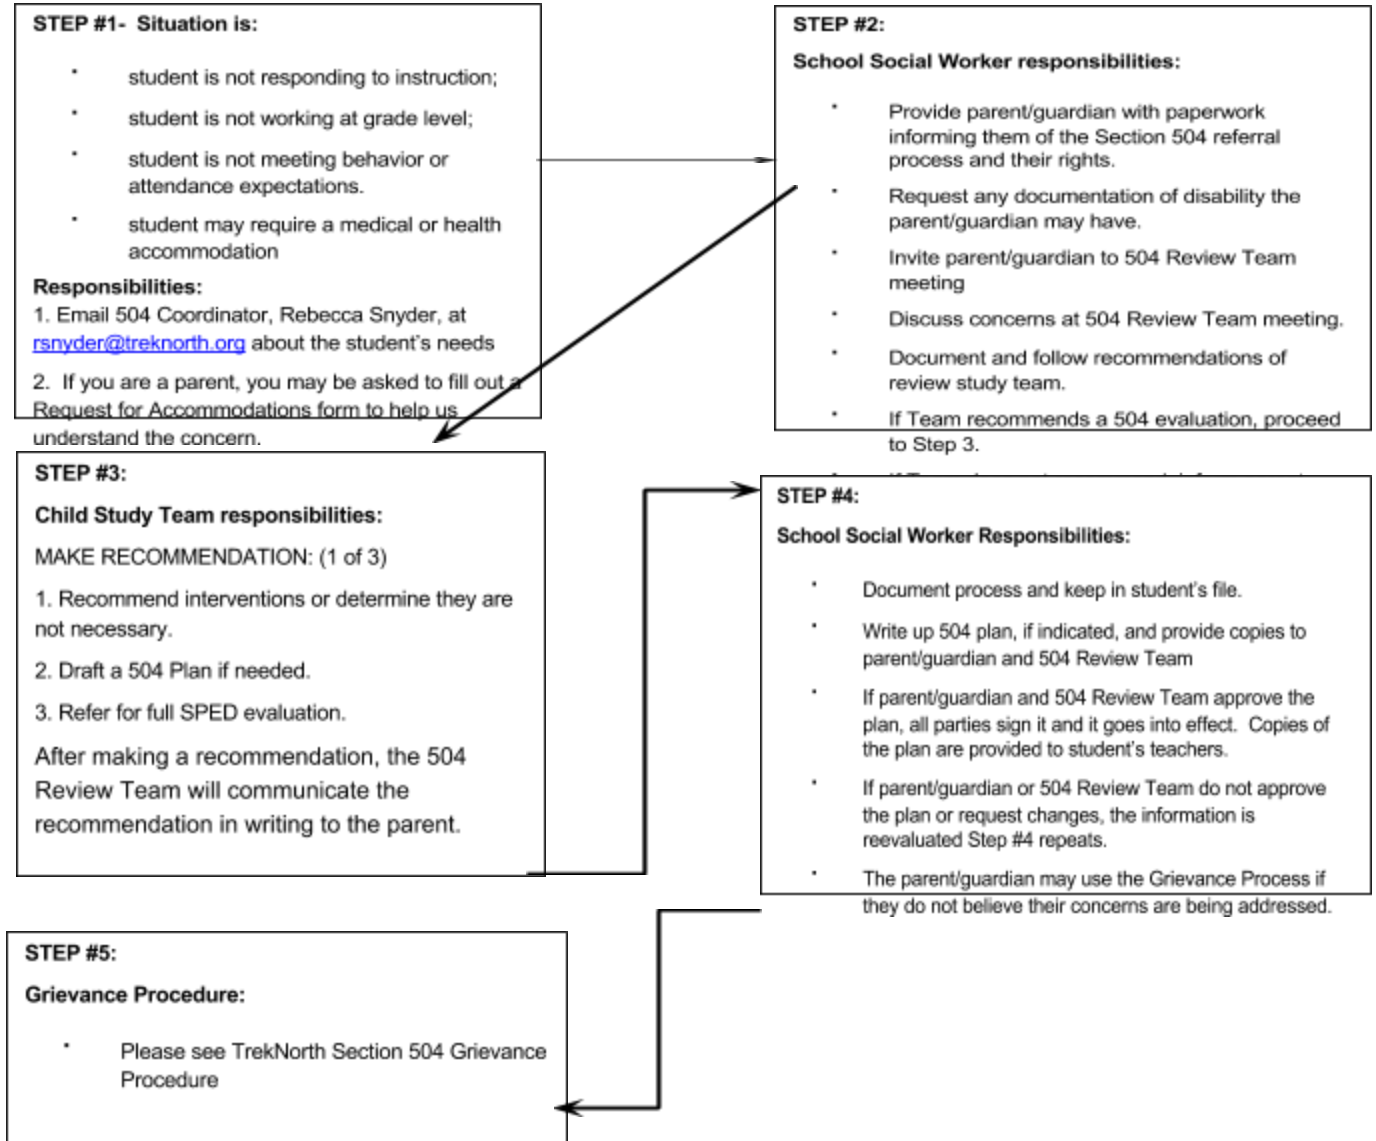 STEP #1-  Situation is:
· student is not responding to instruction;
· student is not working at grade level;
· student is not meeting behavior or
attendance expectations.
· student may require a medical or health
accommodation
Responsibilities:
1. Email 504 Coordinator, Rebecca Snyder, at
rsnyder@treknorth.org about the student's needs
2.  If you are a parent, you may be asked to fill out a
Request for Accommodations form to help us
understand the concern.
STEP #2:
School Social Worker responsibilities:
· Provide parent/guardian with paperwork
informing them of the Section 504 referral
process and their rights.
· Request any documentation of disability the
parent/guardian may have.
· Invite parent/guardian to 504 Review Team
meeting
· Discuss concerns at 504 Review Team meeting.
· Document and follow recommendations of
review study team.
· If Team recommends a 504 evaluation, proceed
to Step 3.
STEP #3:
Child Study Team responsibilities:
MAKE RECOMMENDATION: (1 of 3)
1. Recommend interventions or determine they are
not necessary.
2. Draft a 504 Plan if needed.
3. Refer for full SPED evaluation.
After making a recommendation, the 504
Review Team will communicate the
recommendation in writing to the parent.
STEP #4:
School Social Worker Responsibilities:
· Document process and keep in student's file.
· Write up 504 plan, if indicated, and provide copies to
parent/guardian and 504 Review Team
· If parent/guardian and 504 Review Team approve the
plan, all parties sign it and it goes into effect.  Copies of
the plan are provided to student's teachers.
· If parent/guardian or 504 Review Team do not approve
the plan or request changes, the information is
reevaluated Step #4 repeats.
· The parent/guardian may use the Grievance Process if
they do not believe their concerns are being addressed.
STEP #5:
Grievance Procedure:
· Please see TrekNorth Section 504 Grievance
Procedure